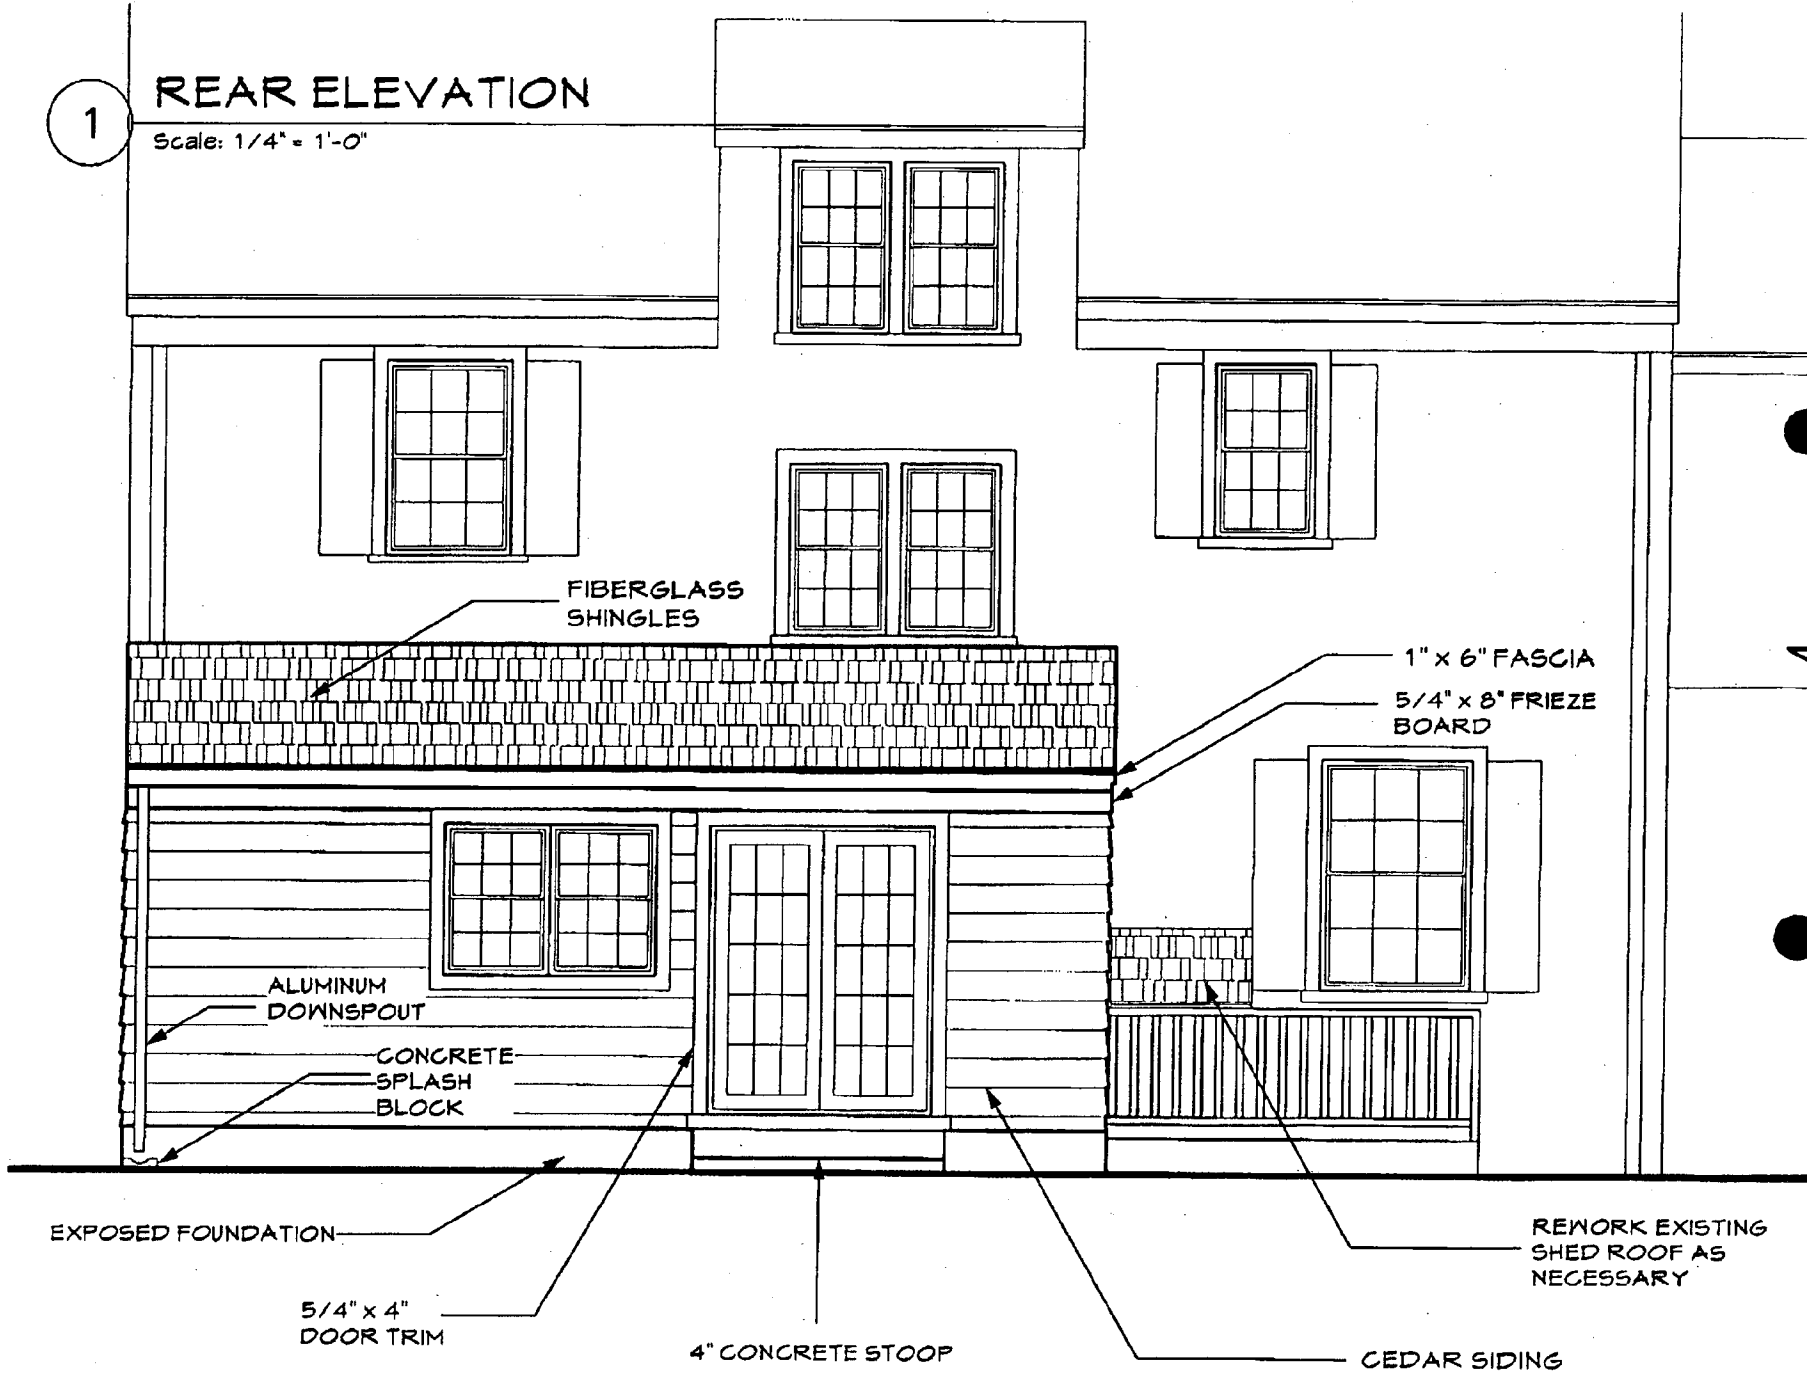 1
REAR ELEVATION
Scale: 1/4" = 1'-0"
FIBERGLASS
SHINGLES
1" x 6" FASCIA
5/4" x 8" FRIEZE
BOARD
ALUMINUM
DOWNSPOUT
CONCRETE
SPLASH
BLOCK
EXPOSED FOUNDATION
5/4" x 4"
DOOR TRIM
4" CONCRETE STOOP
CEDAR SIDING
REWORK EXISTING
SHED ROOF AS
NECESSARY